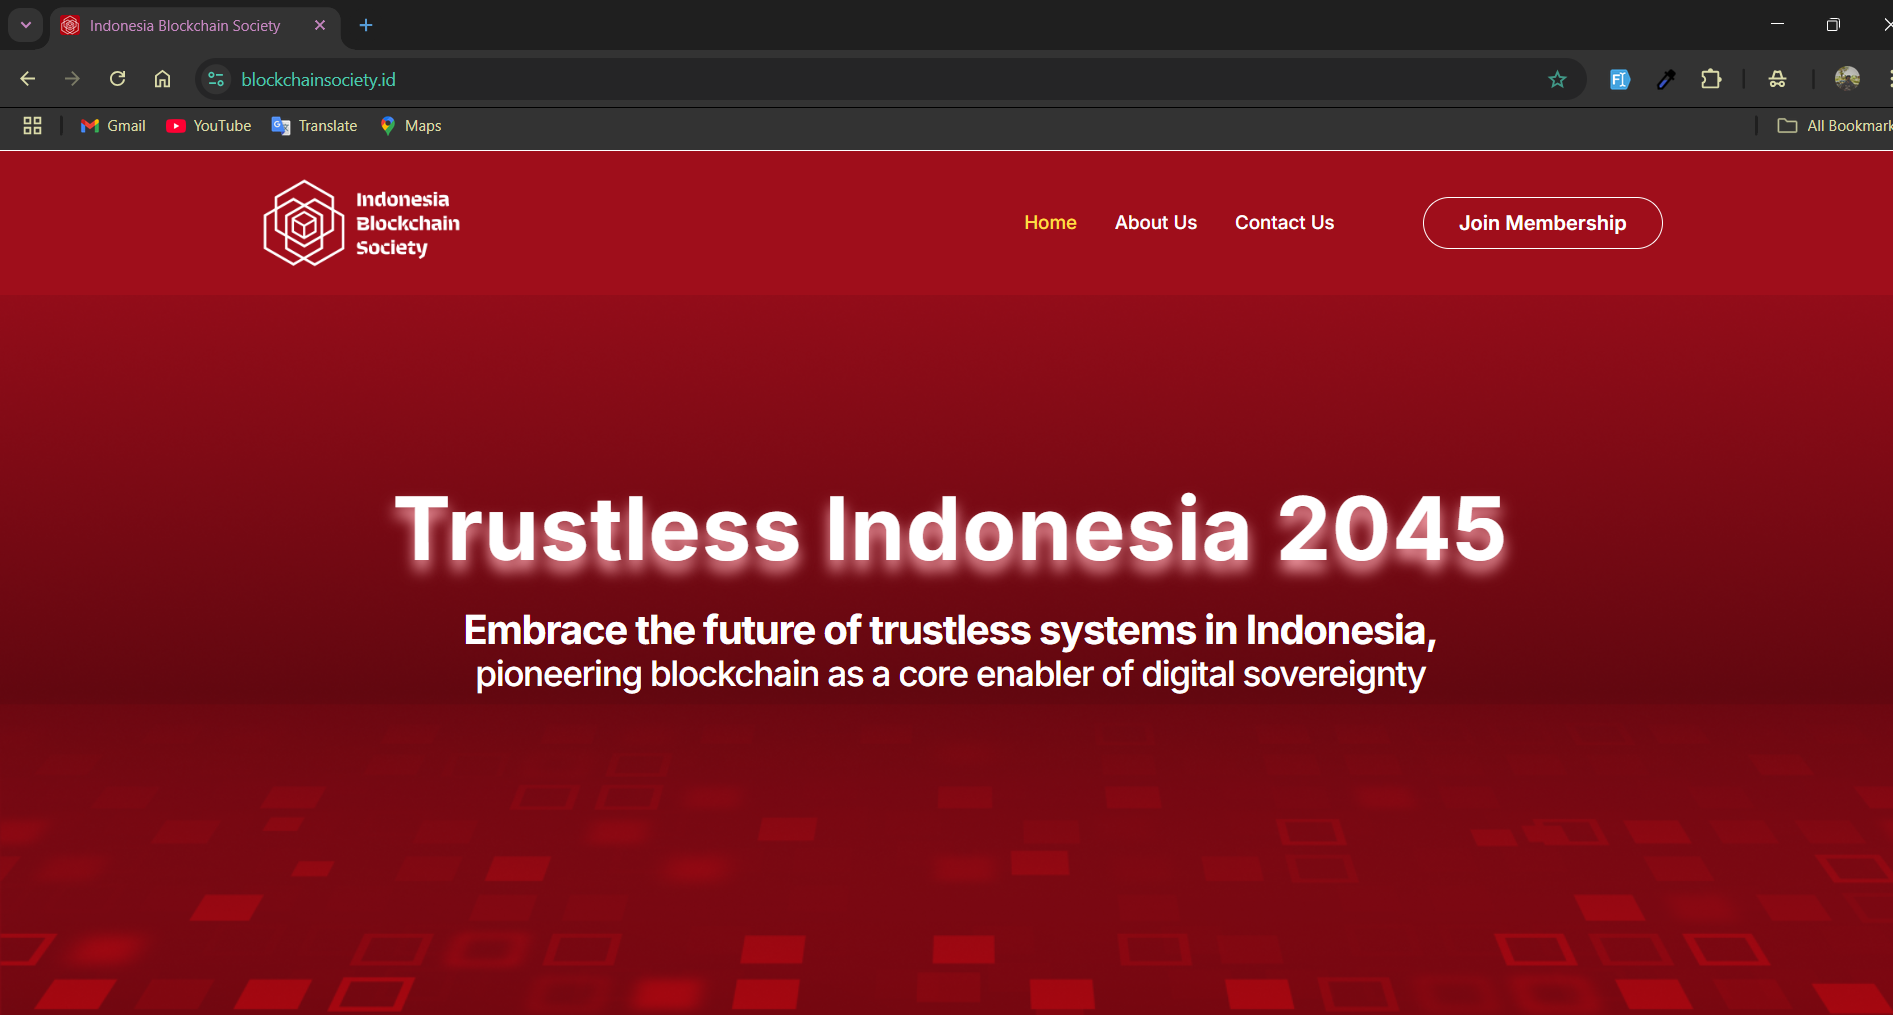 Indonesia Blockchain Society
blockchainsociety.id
Gmail YouTube Translate Maps All Bookmark
Indonesia
Blockchain
Society
Home About Us Contact Us Join Membership
Trustless Indonesia 2045
Embrace the future of trustless systems in Indonesia,
pioneering blockchain as a core enabler of digital sovereignty